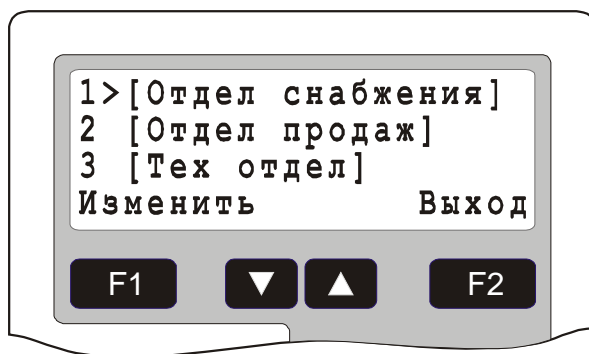 1>[Отдел снабжения]
2 [Отдел продаж]
3 [Тех отдел]
Изменить Выход
F1 ▼ ▲ F2